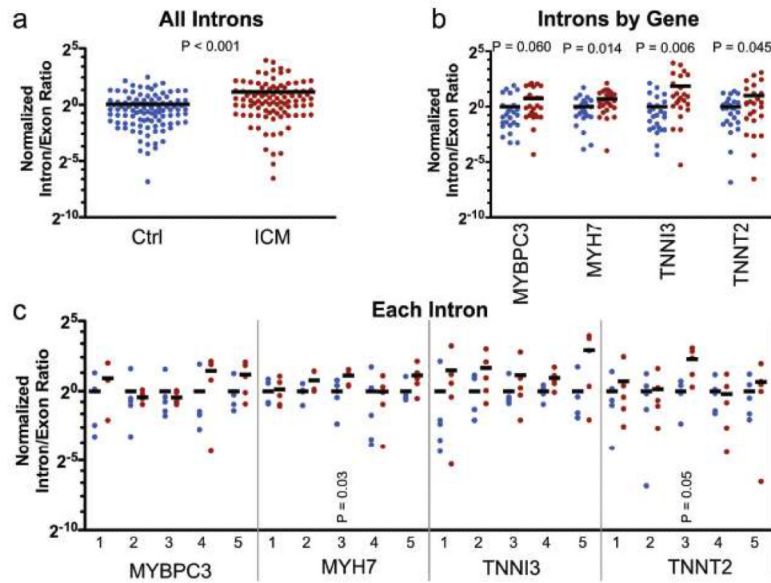 a
All Introns
P < 0.001
Normalized
Intron/Exon Ratio
2^5
2^0
2^-5
2^-10
Ctrl
ICM
b
Introns by Gene
P = 0.060
P = 0.014
P = 0.006
P = 0.045
Normalized
Intron/Exon Ratio
2^5
2^0
2^-5
2^-10
MYBPC3
MYH7
TNNI3
TNNT2
c
Each Intron
Normalized
Intron/Exon Ratio
2^5
2^0
2^-5
2^-10
P = 0.03
P = 0.05
1 2 3 4 5 1 2 3 4 5 1 2 3 4 5 1 2 3 4 5
MYBPC3 MYH7 TNNI3 TNNT2